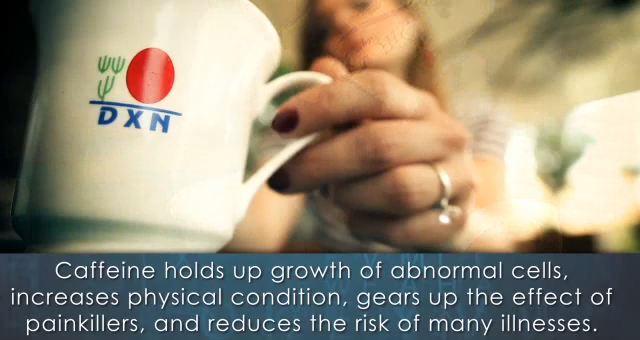 DXN
Caffeine holds up growth of abnormal cells,
increases physical condition, gears up the effect of
painkillers, and reduces the risk of many illnesses.